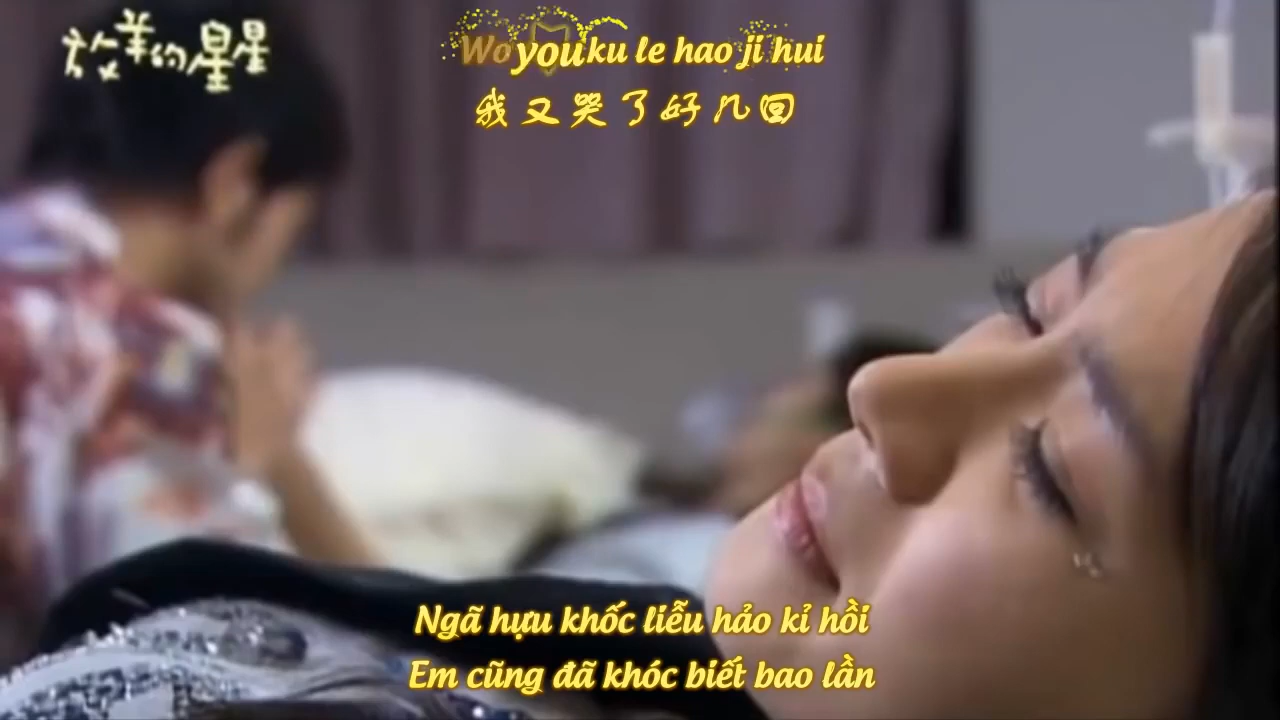 放羊的星星
Wo you ku le hao ji hui
我又哭了好几回
Ngã hựu khốc liễu hảo kỉ hồi
Em cũng đã khóc biết bao lần